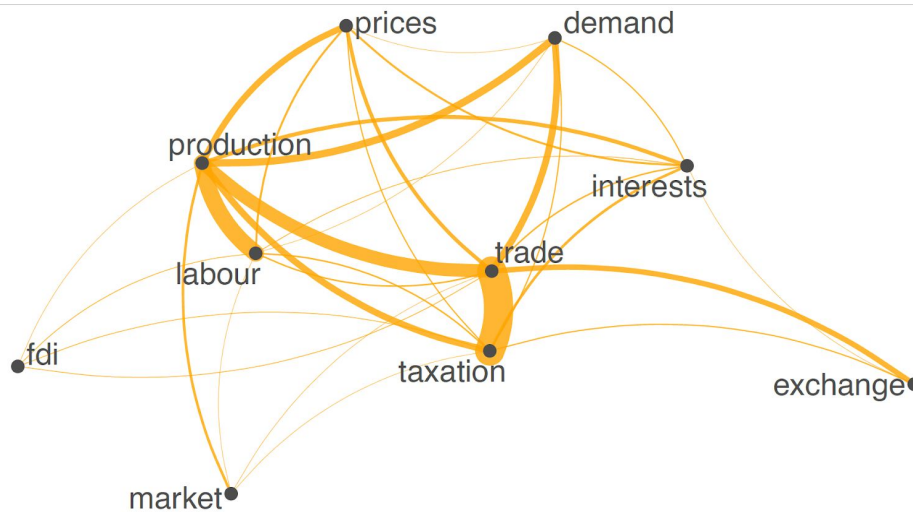 prices
demand
production
interests
trade
labour
fdi
taxation
exchange
market